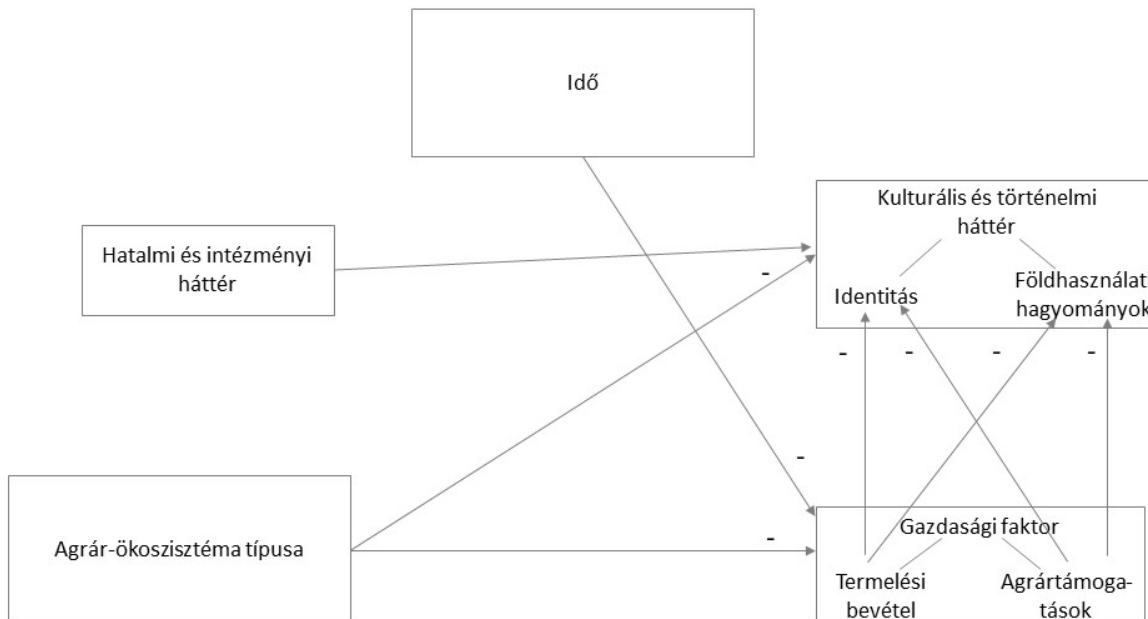 Idő
Kulturális és történelmi
háttér
Hatalmi és intézményi
háttér
-
Identitás
Földhasználat
hagyományok
-
-
-
-
-
Agrár-ökoszisztéma típusa
-
Gazdasági faktor
Termelési
bevétel
Agrártámoga-
tások